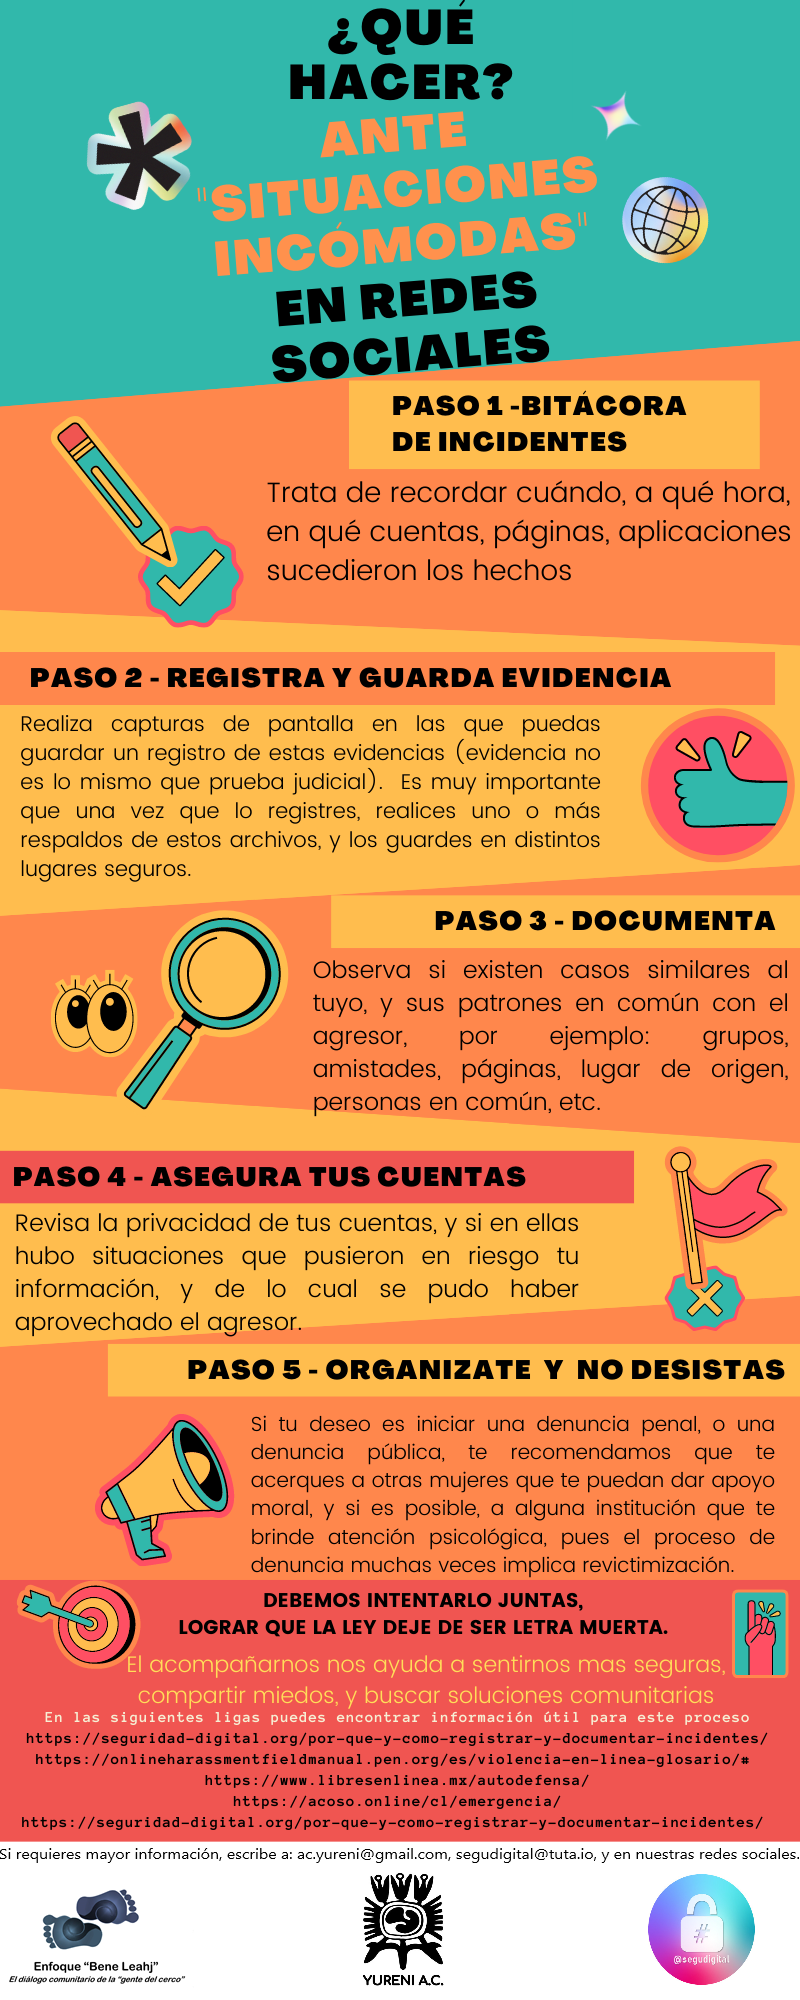 ¿QUÉ
HACER?
ANTE
"SITUACIONES
INCÓMODAS"
EN REDES
SOCIALES
PASO 1 -BITÁCORA
DE INCIDENTES
Trata de recordar cuándo, a qué hora,
en qué cuentas, páginas, aplicaciones
sucedieron los hechos
PASO 2 - REGISTRA Y GUARDA EVIDENCIA
Realiza capturas de pantalla en las que puedas
guardar un registro de estas evidencias (evidencia no
es lo mismo que prueba judicial). Es muy importante
que una vez que lo registres, realices uno o más
respaldos de estos archivos, y los guardes en distintos
lugares seguros.
PASO 3 - DOCUMENTA
Observa si existen casos similares al
tuyo, y sus patrones en común con el
agresor, por ejemplo: grupos,
amistades, páginas, lugar de origen,
personas en común, etc.
PASO 4 - ASEGURA TUS CUENTAS
Revisa la privacidad de tus cuentas, y si en ellas
hubo situaciones que pusieron en riesgo tu
información, y de lo cual se pudo haber
aprovechado el agresor.
PASO 5 - ORGANIZATE Y NO DESISTAS
Si tu deseo es iniciar una denuncia penal, o una
denuncia pública, te recomendamos que te
acerques a otras mujeres que te puedan dar apoyo
moral, y si es posible, a alguna institución que te
brinde atención psicológica, pues el proceso de
denuncia muchas veces implica revictimización.
DEBEMOS INTENTARLO JUNTAS,
LOGRAR QUE LA LEY DEJE DE SER LETRA MUERTA.
El acompañarnos nos ayuda a sentirnos mas seguras,
compartir miedos, y buscar soluciones comunitarias
En las siguientes ligas puedes encontrar información útil para este proceso
https://seguridad-digital.org/por-que-y-como-registrar-y-documentar-incidentes/
https://onlineharassmentfieldmanual.pen.org/es/violencia-en-linea-glosario/#
https://www.libresenlinea.mx/autodefensa/
https://acoso.online/cl/emergencia/
https://seguridad-digital.org/por-que-y-como-registrar-y-documentar-incidentes/
Si requieres mayor información, escribe a: ac.yureni@gmail.com, segudigital@tuta.io, y en nuestras redes sociales.
Enfoque "Bene Leahj"
El diálogo comunitario de la "gente del cerco"
YURENI A.C.
#
@segudigital